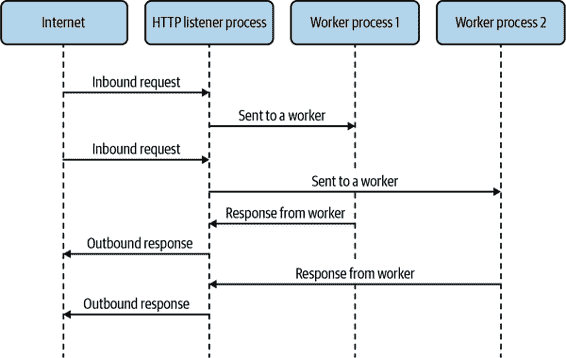 Internet
HTTP listener process
Worker process 1
Worker process 2
Inbound request
Sent to a worker
Inbound request
Sent to a worker
Response from worker
Outbound response
Response from worker
Outbound response